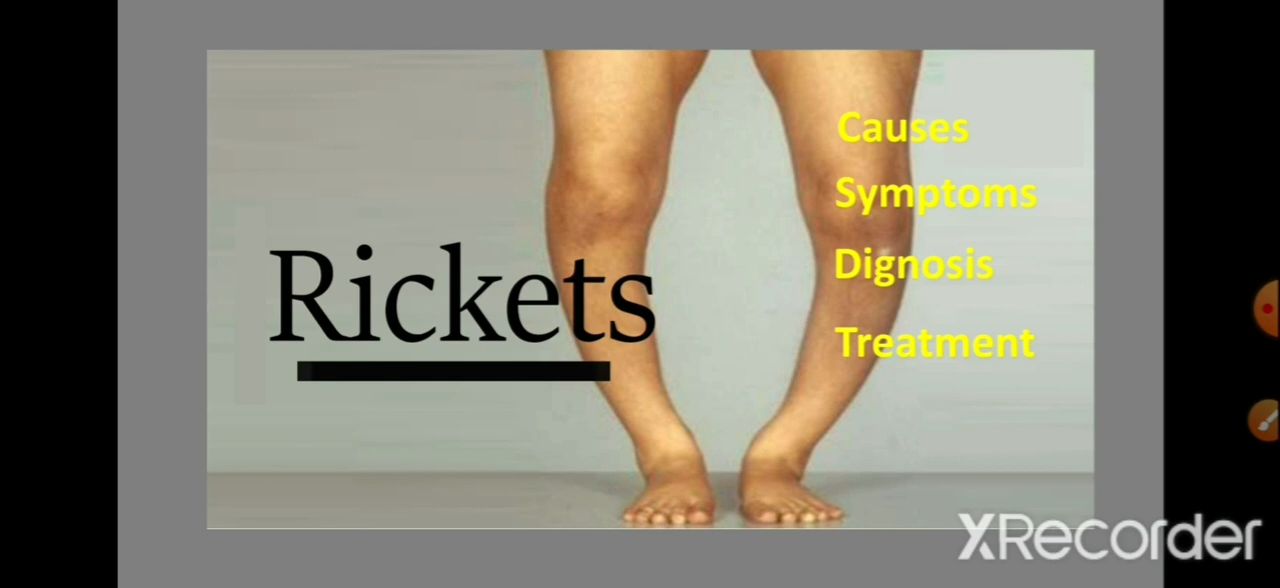 Rickets
Causes
Symptoms
Dignosis
Treatment
XRecorder